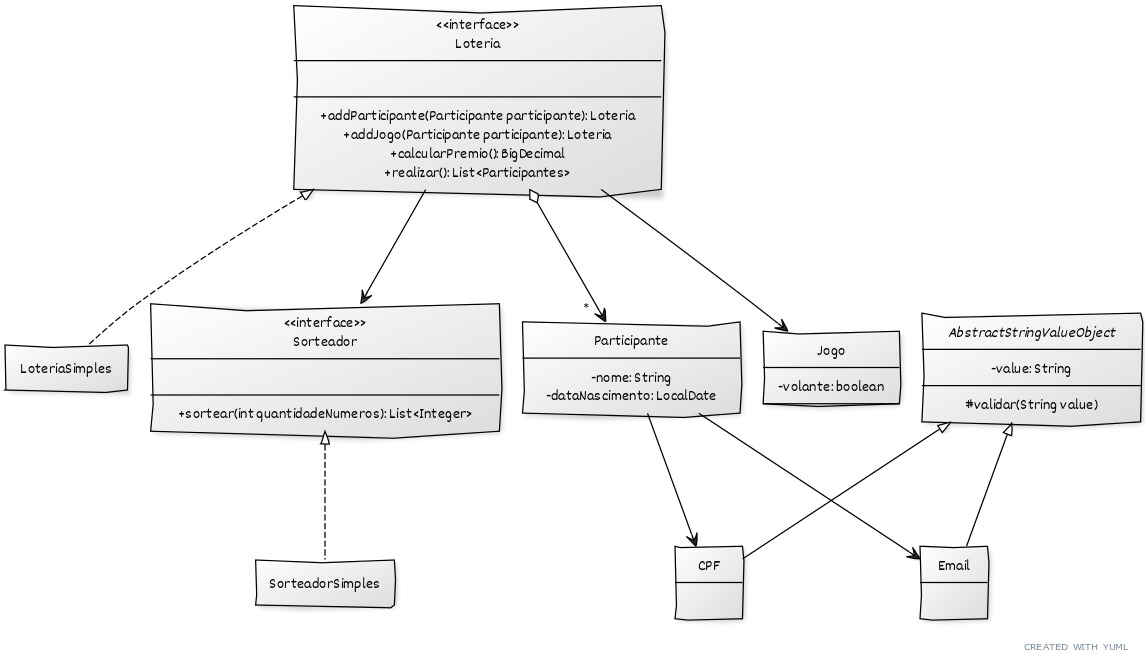 <<interface>>
Loteria
+addParticipante(Participante participante): Loteria
+addJogo(Participante participante): Loteria
+calcularPremio(): BigDecimal
+realizar(): List<Participantes>
LoteriaSimples
<<interface>>
Sorteador
+sortear(int quantidadeNumeros): List<Integer>
*
Participante
-nome: String
-dataNascimento: LocalDate
Jogo
-volante: boolean
AbstractStringValueObject
-value: String
#validar(String value)
SorteadorSimples
CPF
Email
CREATED WITH YUML